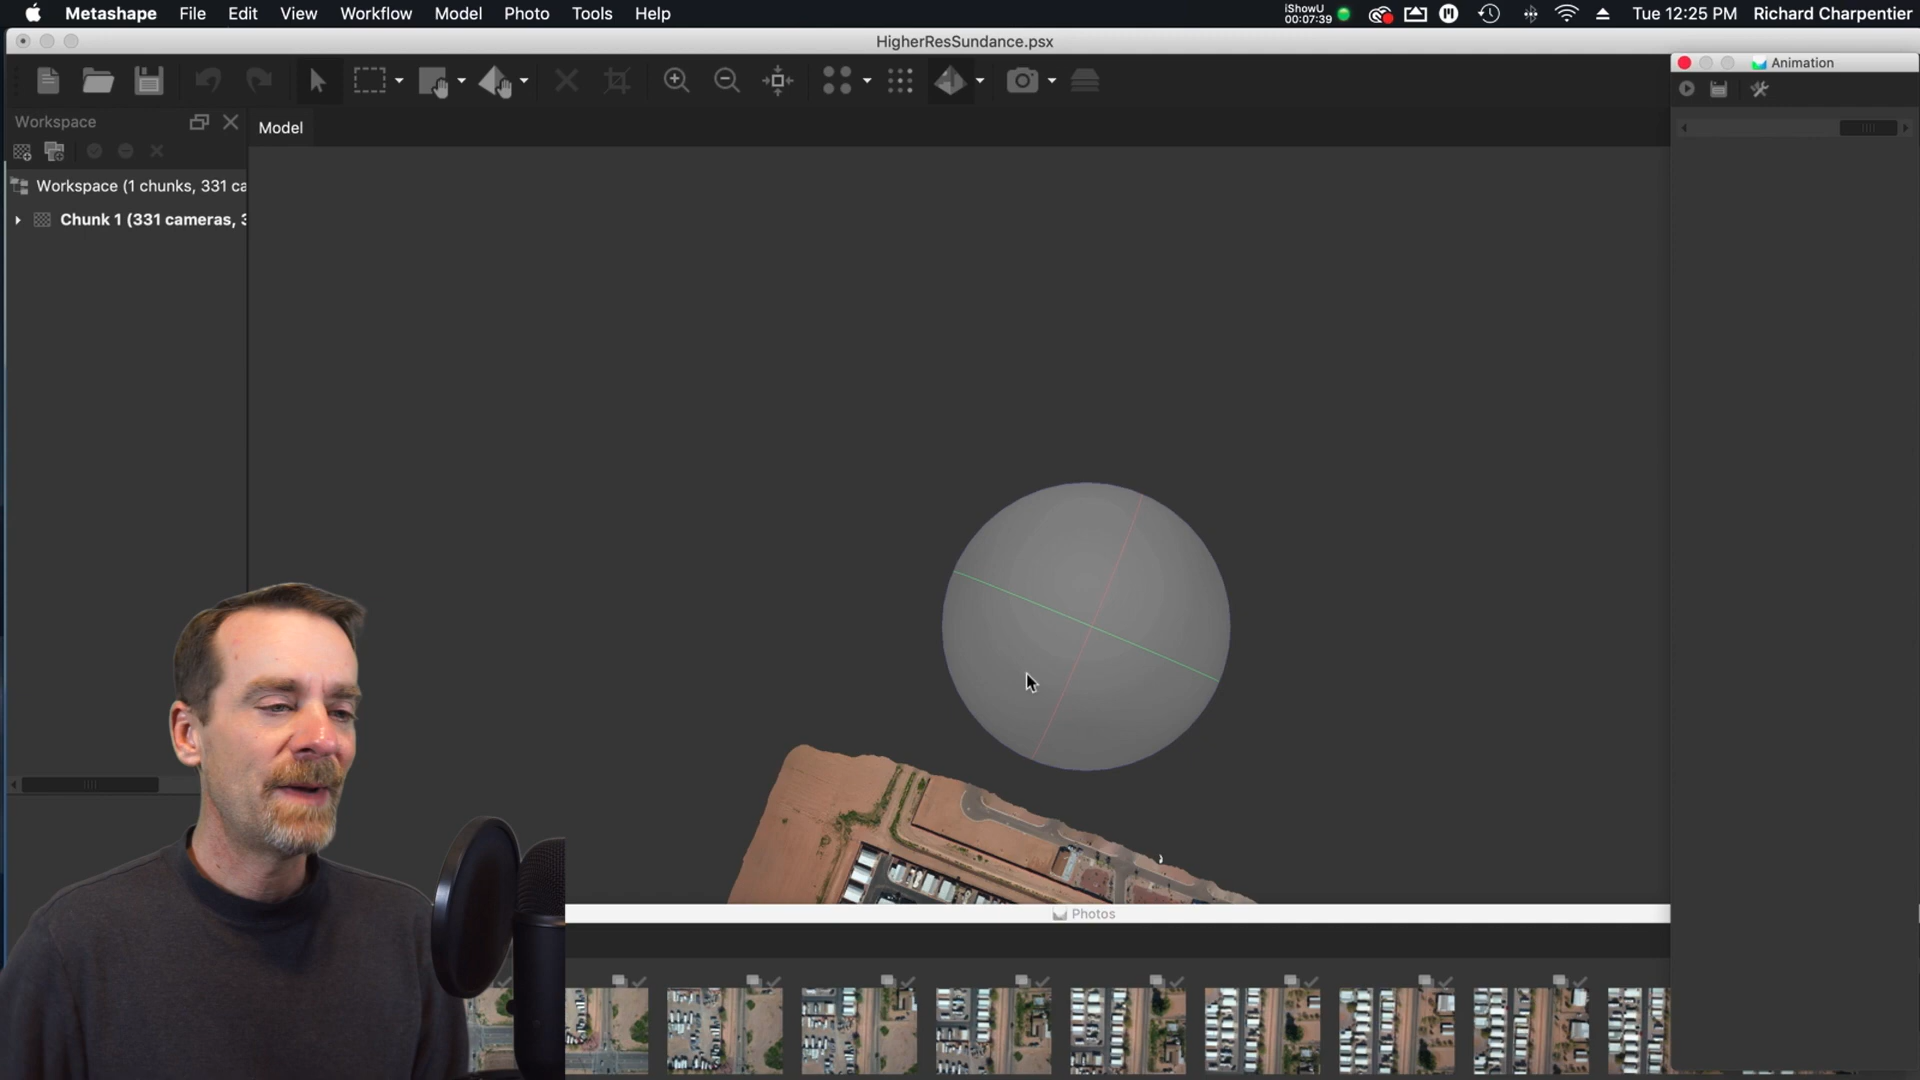 Metashape File Edit View Workflow Model Photo Tools Help
iShowU
00:07:39
Tue 12:25 PM Richard Charpentier
HigherResSundance.psx
Animation
Workspace
Model
Workspace (1 chunks, 331 ca
Chunk 1 (331 cameras, 3
Photos